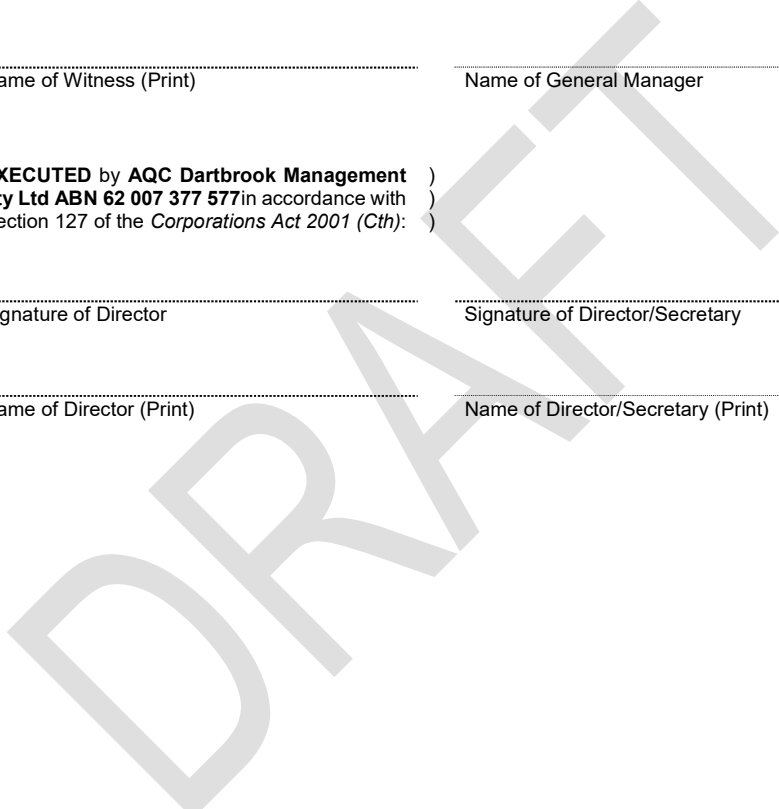 ame of Witness (Print) Name of General Manager
XECUTED by AQC Dartbrook Management )
ty Ltd ABN 62 007 377 577in accordance with )
ection 127 of the Corporations Act 2001 (Cth): )
gnature of Director Signature of Director/Secretary
ame of Director (Print) Name of Director/Secretary (Print)
DRAFT